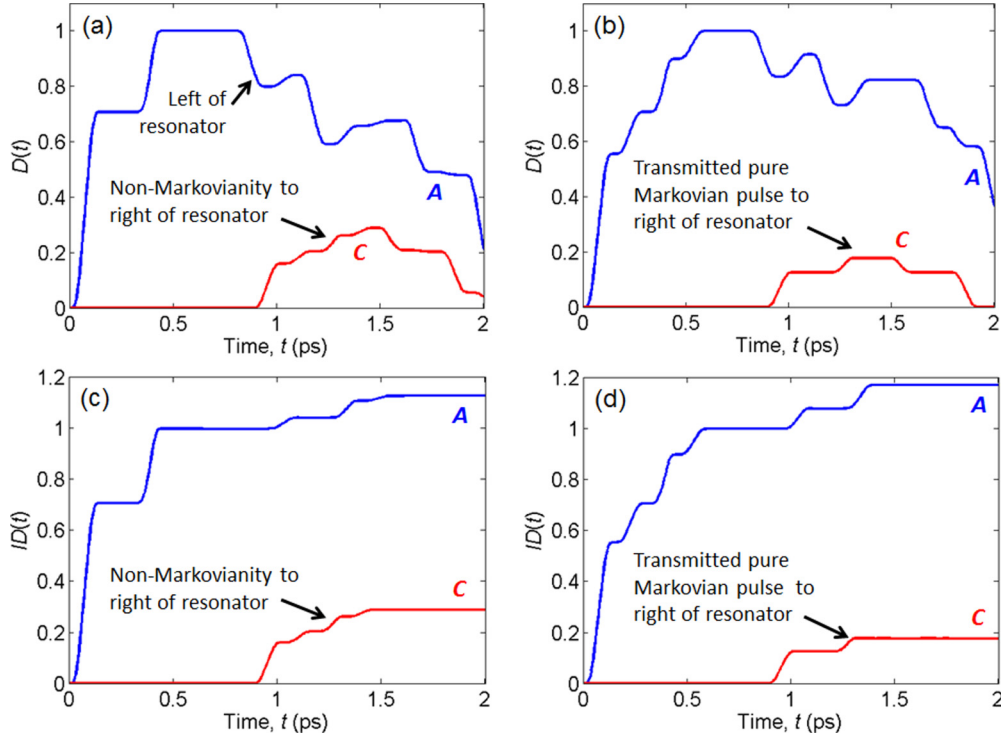 (a)
D(t)
1
0.8
0.6
0.4
0.2
0
Left of
resonator
Non-Markovianity to
right of resonator
A
C
0 0.5 1 1.5 2
Time, t (ps)
(b)
D(t)
1
0.8
0.6
0.4
0.2
0
Transmitted pure
Markovian pulse to
right of resonator
A
C
0 0.5 1 1.5 2
Time, t (ps)
(c)
ID(t)
1.2
1
0.8
0.6
0.4
0.2
0
A
Non-Markovianity to
right of resonator
C
0 0.5 1 1.5 2
Time, t (ps)
(d)
ID(t)
1.2
1
0.8
0.6
0.4
0.2
0
A
Transmitted pure
Markovian pulse to
right of resonator
C
0 0.5 1 1.5 2
Time, t (ps)